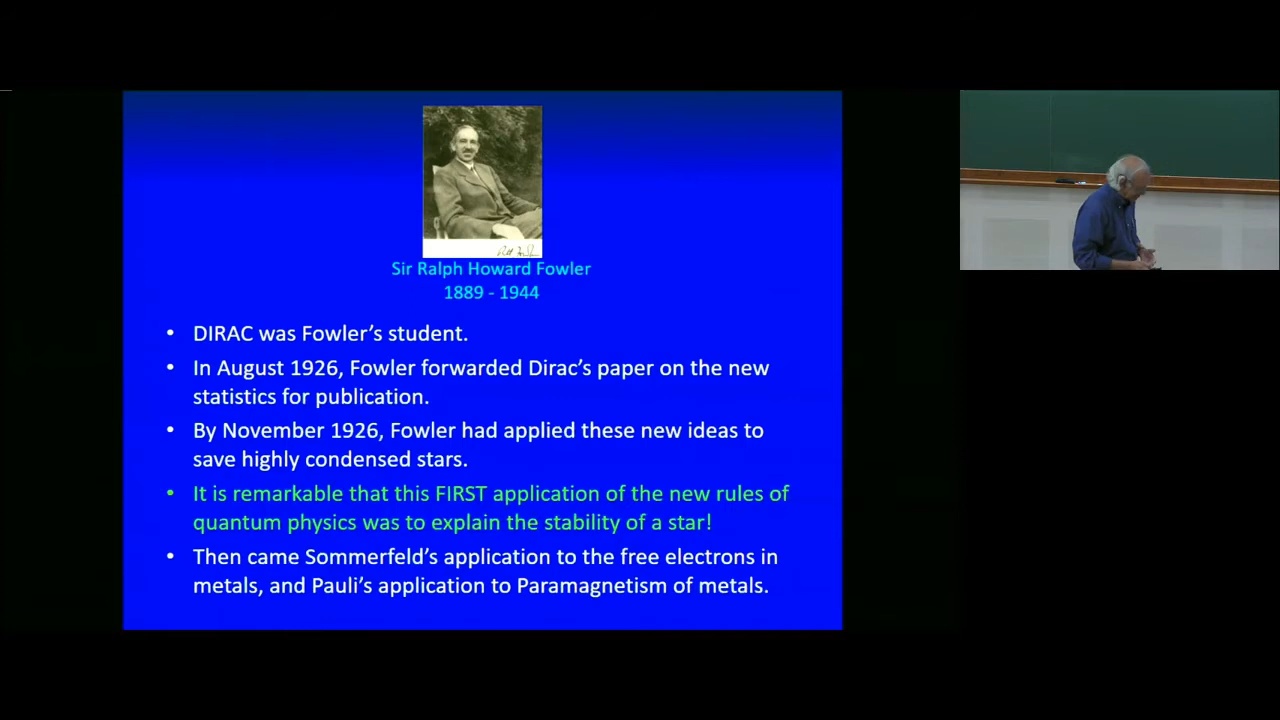 Sir Ralph Howard Fowler
1889 - 1944
• DIRAC was Fowler's student.
• In August 1926, Fowler forwarded Dirac's paper on the new
statistics for publication.
• By November 1926, Fowler had applied these new ideas to
save highly condensed stars.
• It is remarkable that this FIRST application of the new rules of
quantum physics was to explain the stability of a star!
• Then came Sommerfeld's application to the free electrons in
metals, and Pauli's application to Paramagnetism of metals.